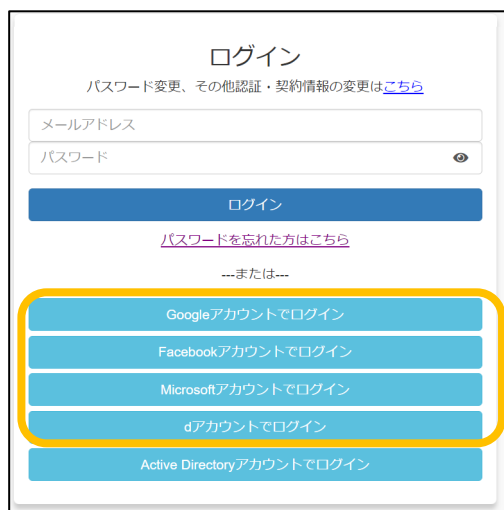 ログイン
パスワード変更、その他認証・契約情報の変更はこちら
メールアドレス
パスワード
ログイン
パスワードを忘れた方はこちら
---または---
Googleアカウントでログイン
Facebookアカウントでログイン
Microsoftアカウントでログイン
dアカウントでログイン
Active Directoryアカウントでログイン